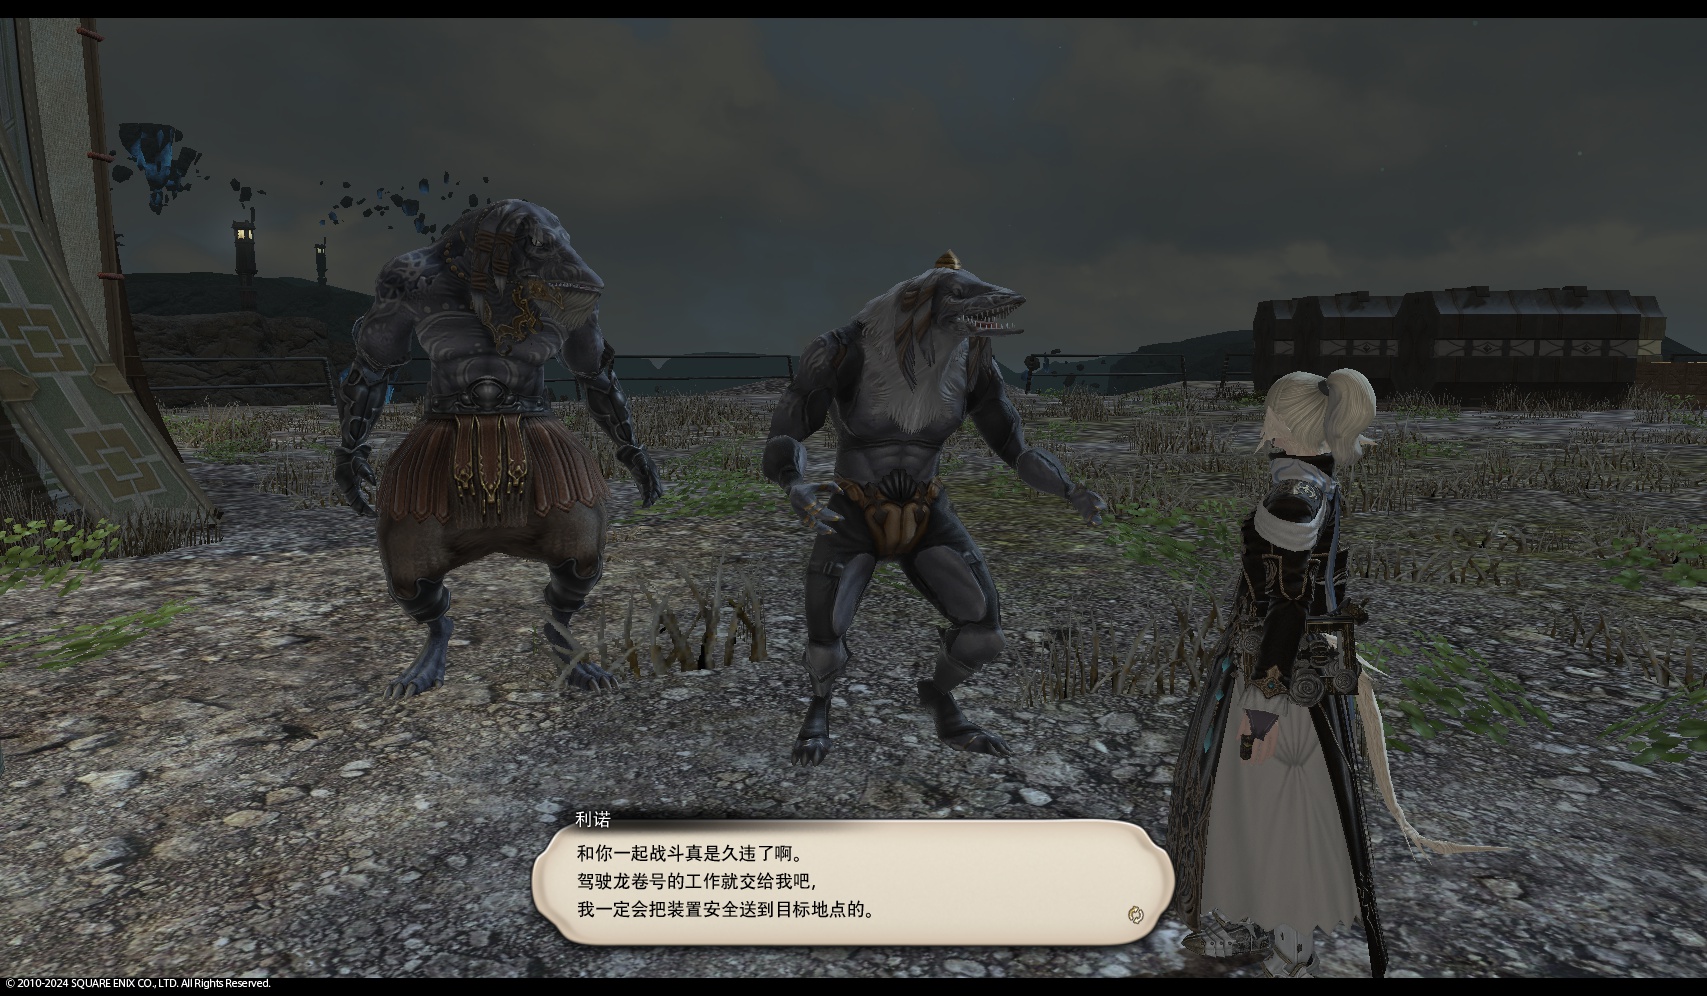 利诺
和你一起战斗真是久违了啊。
驾驶龙卷号的工作就交给我吧，
我一定会把装置安全送到目标地点的。
© 2010-2024 SQUARE ENIX CO., LTD. All Rights Reserved.